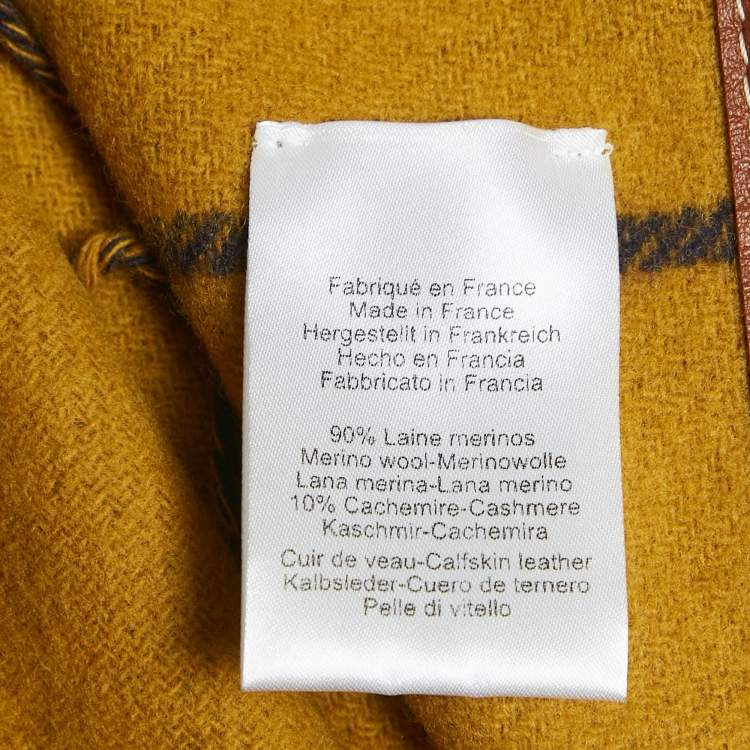 Fabriqué en France
Made in France
Hergestellt in Frankreich
Hecho en Francia
Fabbricato in Francia
90% Laine merinos
Merino wool-Merinowolle
Lana merina-Lana merino
10% Cachemire-Cashmere
Kaschmir-Cachemira
Cuir de veau-Calfskin leather
Kalbsleder-Cuero de ternero
Pelle di vitello